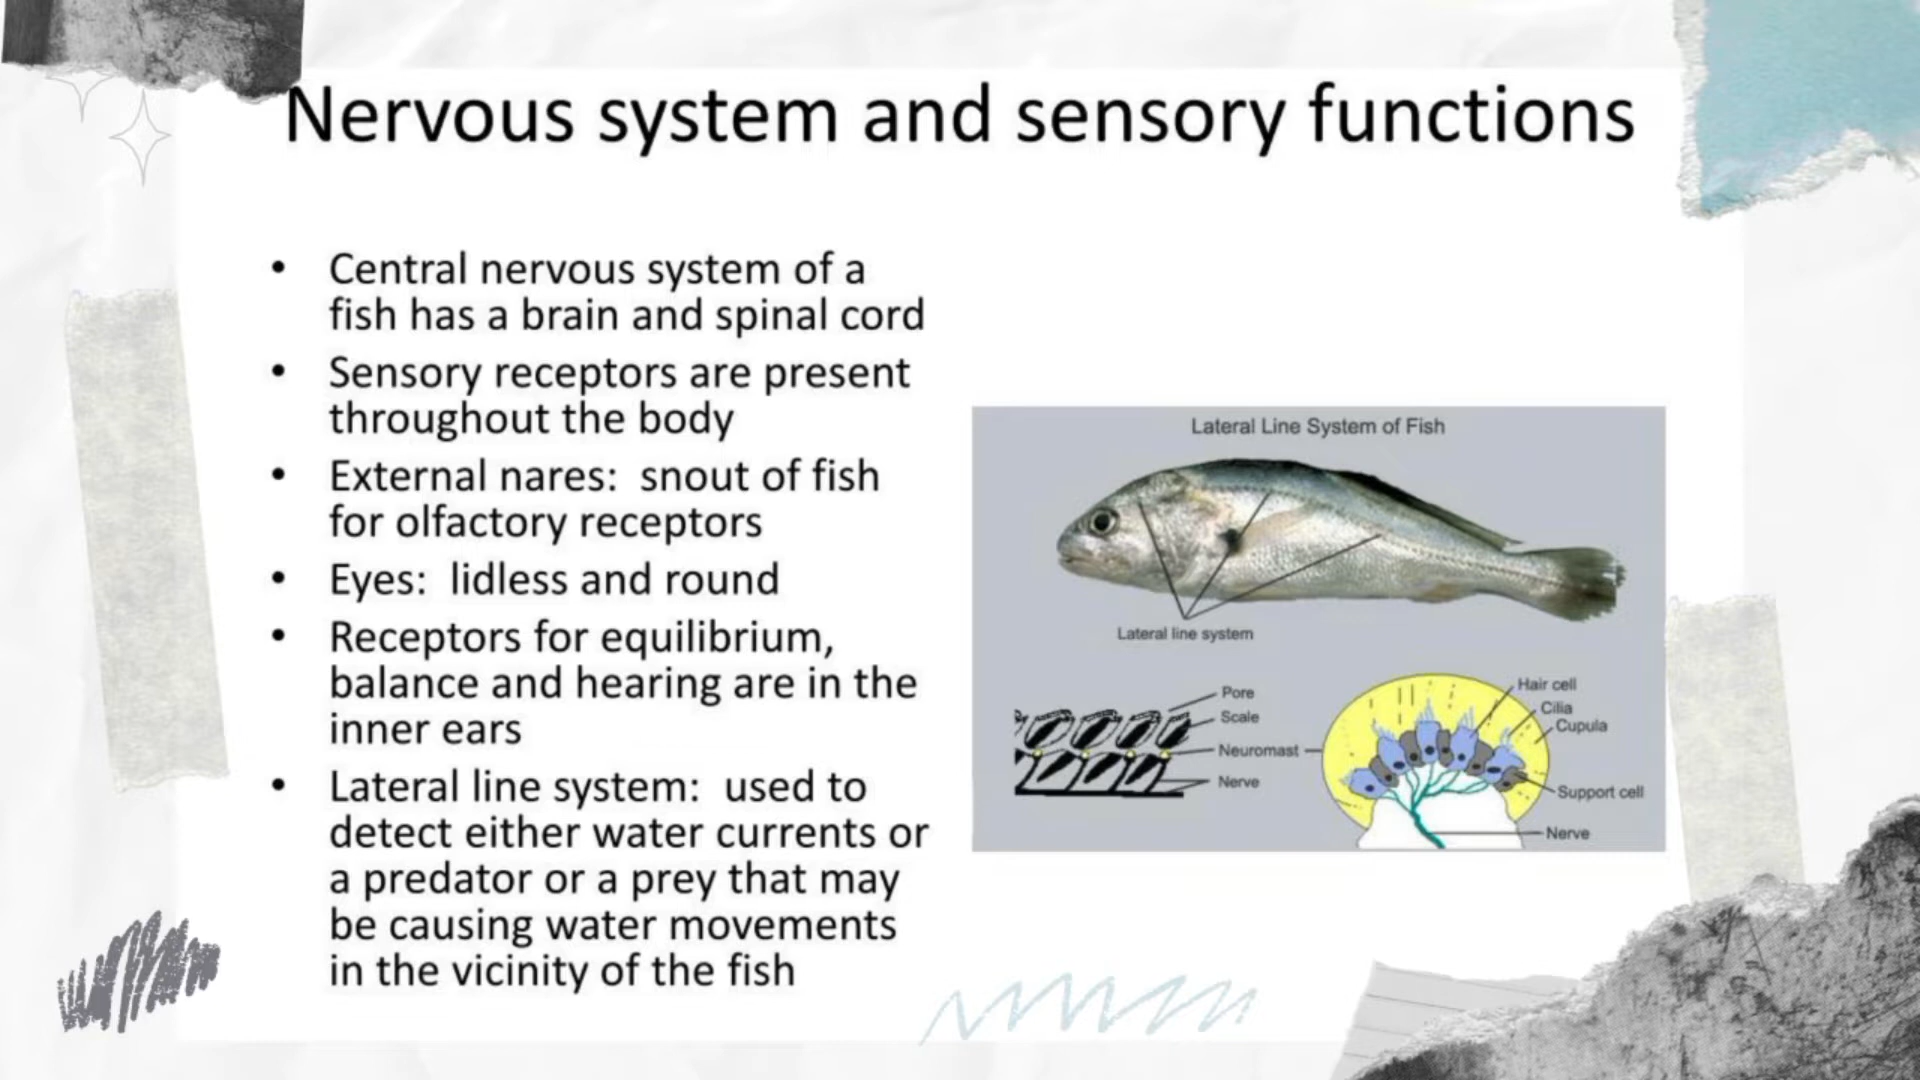 Nervous system and sensory functions
• Central nervous system of a
fish has a brain and spinal cord
• Sensory receptors are present
throughout the body
• External nares:  snout of fish
for olfactory receptors
• Eyes:  lidless and round
• Receptors for equilibrium,
balance and hearing are in the
inner ears
• Lateral line system:  used to
detect either water currents or
a predator or a prey that may
be causing water movements
in the vicinity of the fish
Lateral Line System of Fish
Lateral line system
Pore
Scale
Neuromast
Nerve
Hair cell
Cilia
Cupula
Support cell
Nerve